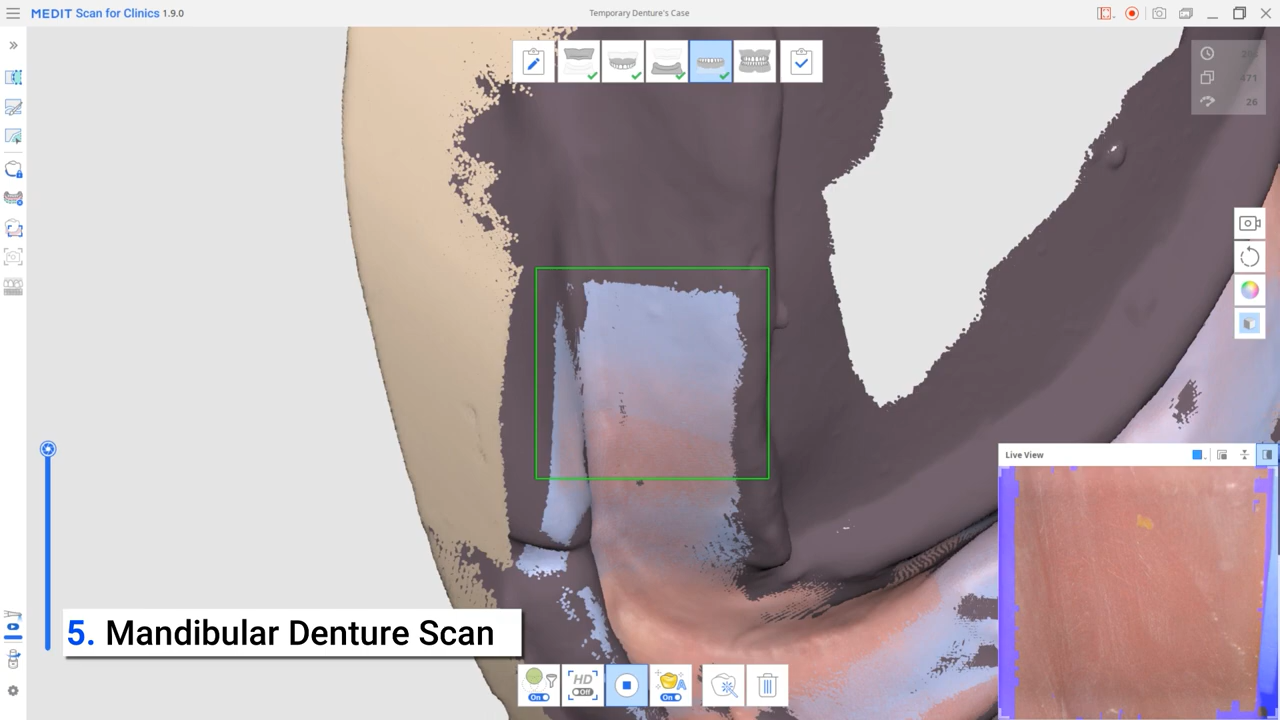 MEDIT Scan for Clinics 1.9.0
Temporary Denture's Case
471
26
Live View
5. Mandibular Denture Scan
On
HD
Off
A
On